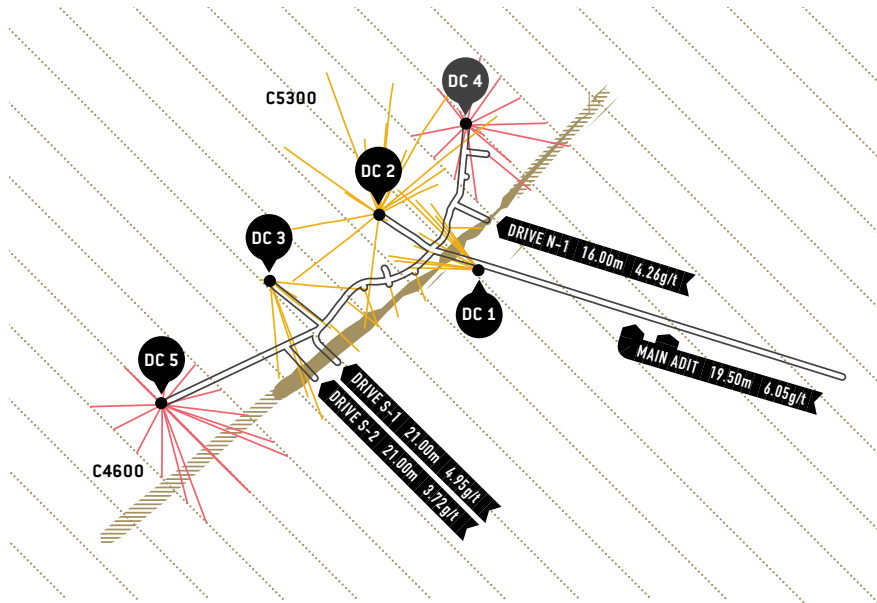 DC 4
C5300
DC 2
DC 3
DRIVE N-1 16.00m 4.26g/t
DC 1
DC 5
MAIN ADIT 19.50m 6.05g/t
DRIVE S-1 21.00m 4.95g/t
DRIVE S-2 21.00m 3.72g/t
C4600